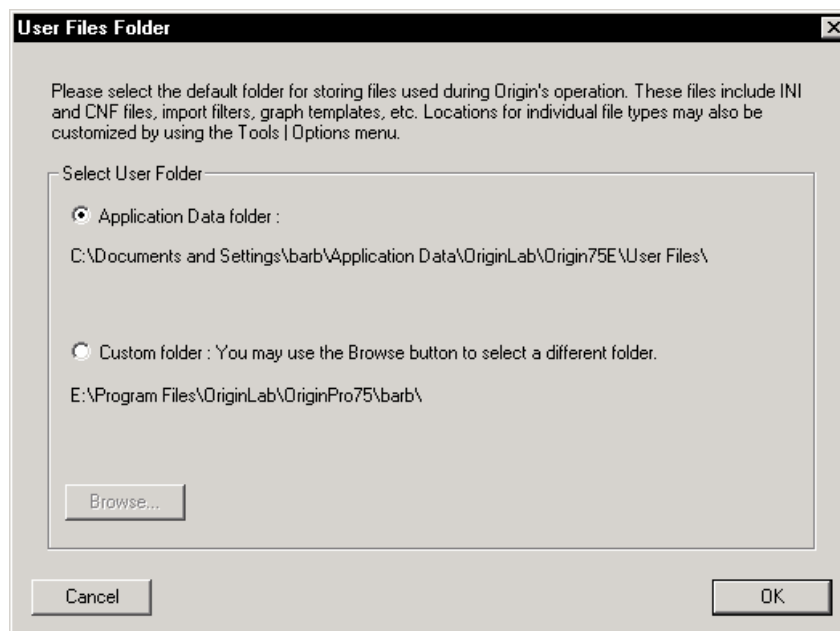 User Files Folder
Please select the default folder for storing files used during Origin's operation. These files include INI
and CNF files, import filters, graph templates, etc. Locations for individual file types may also be
customized by using the Tools | Options menu.
Select User Folder
Application Data folder :
C:\Documents and Settings\barb\Application Data\OriginLab\Origin75E\User Files\
Custom folder : You may use the Browse button to select a different folder.
E:\Program Files\OriginLab\OriginPro75\barb\
Browse...
Cancel
OK